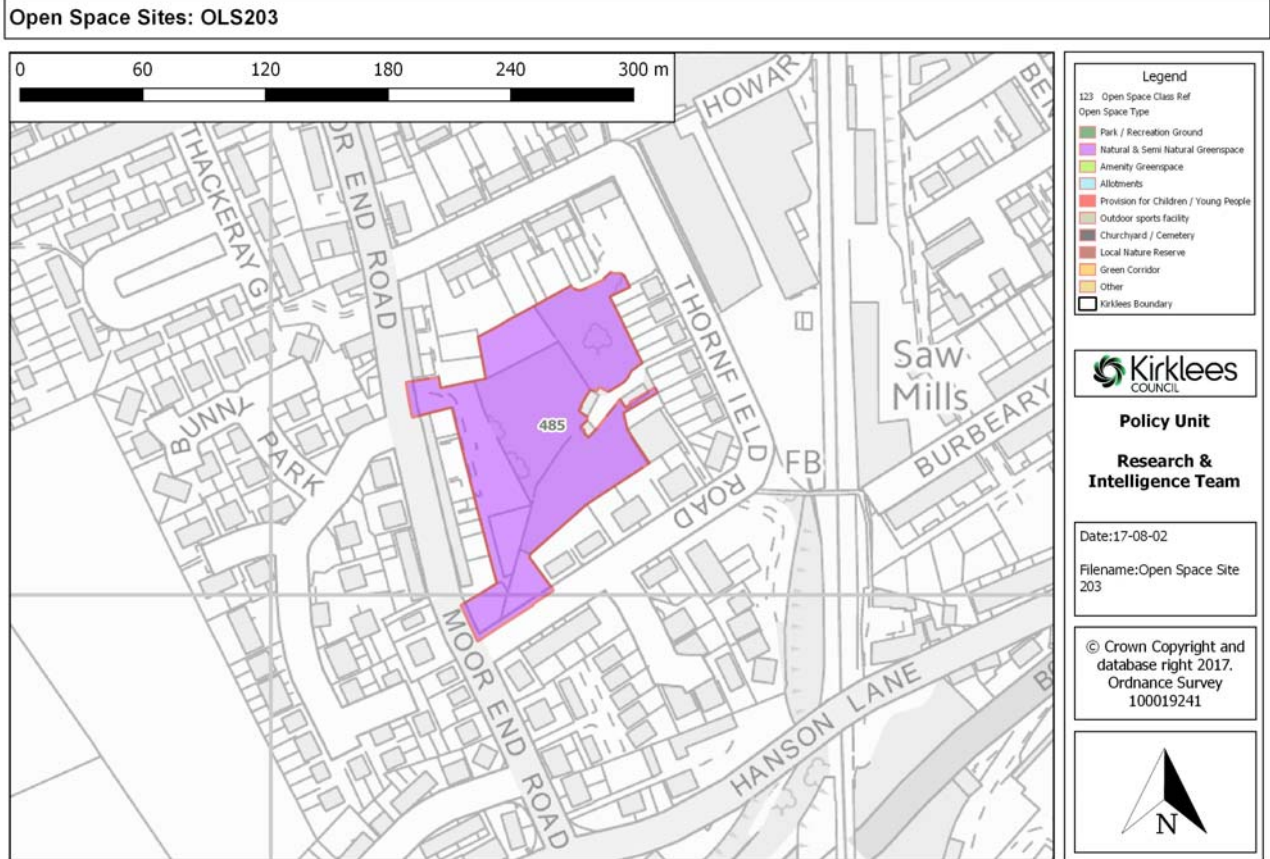 Open Space Sites: OLS203
0 60 120 180 240 300 m
HOWAR
BE
THACKERAY G
OR END ROAD
THORNFIELD
ROAD
Saw
Mills
BUNNY
PARK
485
FB
BURBEARY
MOOR END ROAD
HANSON LANE
B
Legend
123 Open Space Class Ref
Open Space Type
Park / Recreation Ground
Natural & Semi Natural Greenspace
Amenity Greenspace
Allotments
Provision for Children / Young People
Outdoor sports facility
Churchyard / Cemetery
Local Nature Reserve
Green Corridor
Other
Kirklees Boundary
Kirklees
COUNCIL
Policy Unit
Research &
Intelligence Team
Date:17-08-02
Filename:Open Space Site
203
© Crown Copyright and
database right 2017.
Ordnance Survey
100019241
N